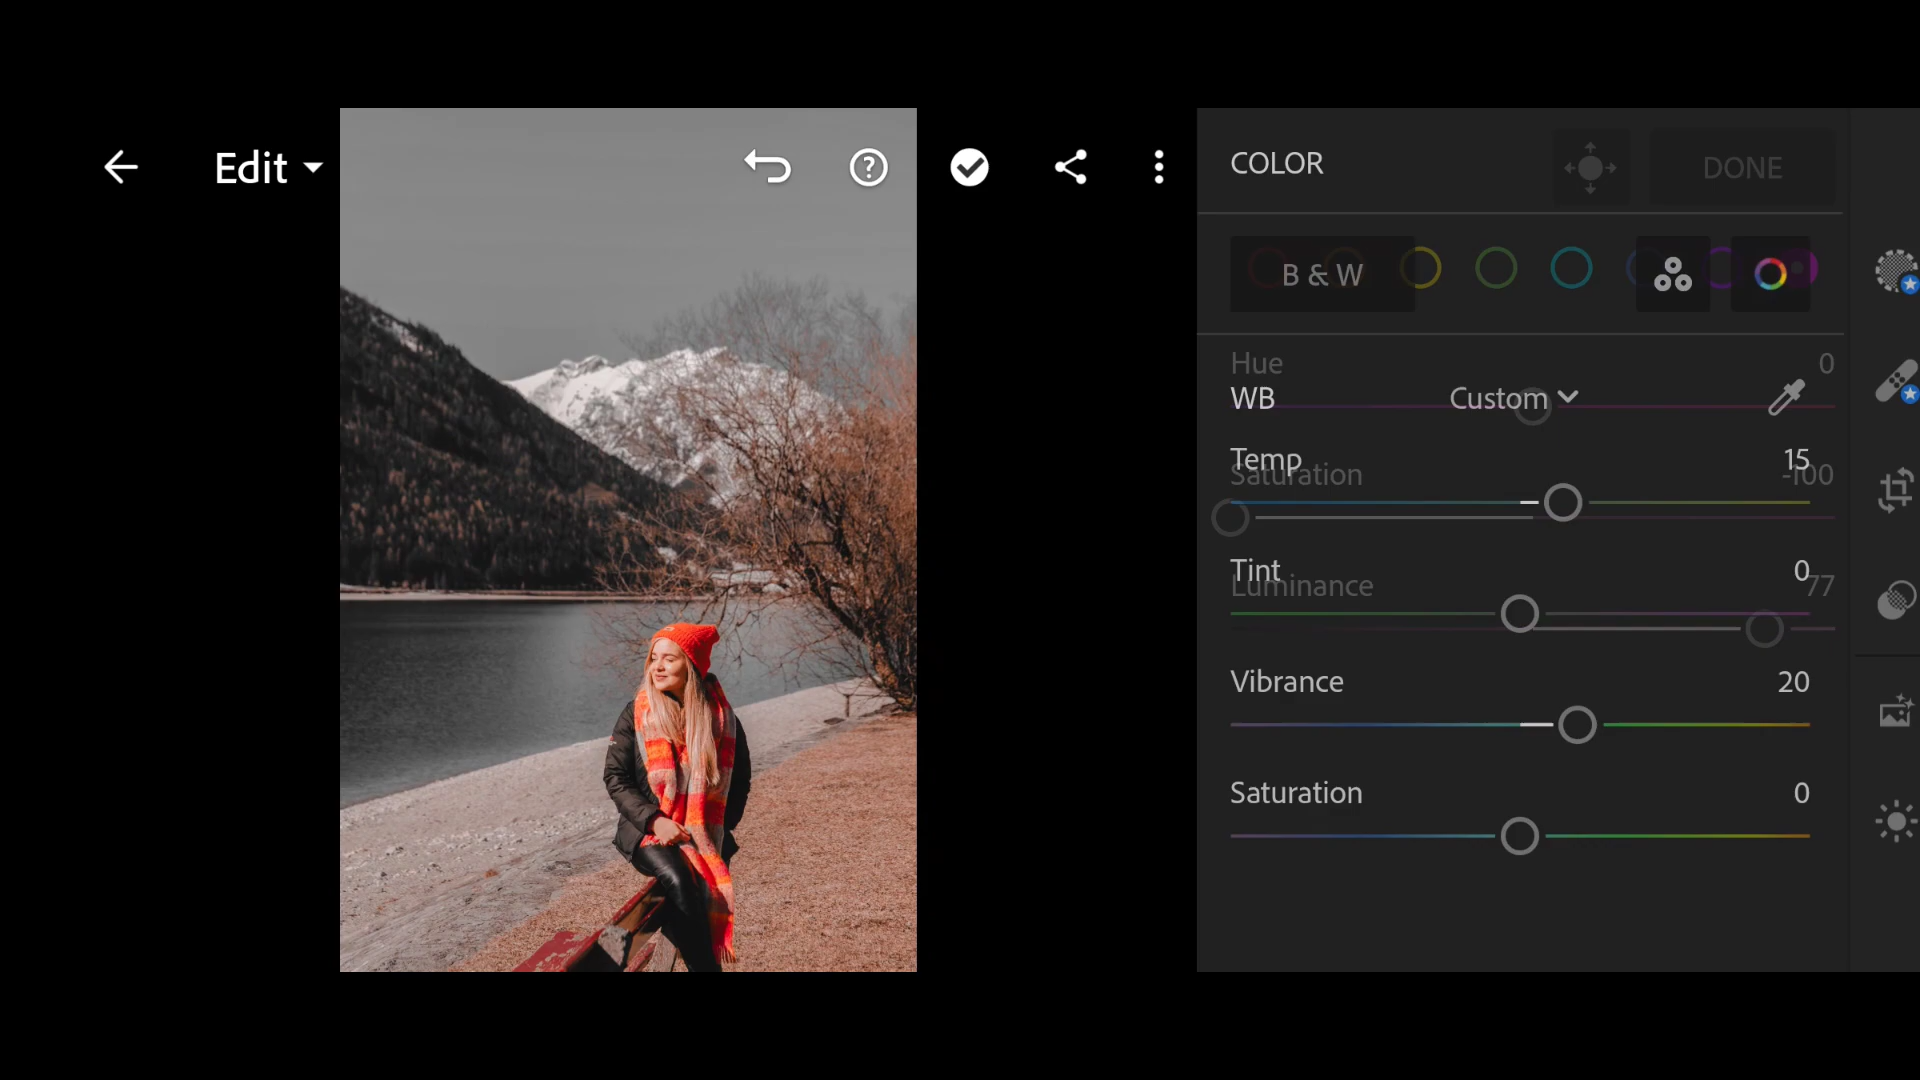 Edit
COLOR
DONE
B & W
Hue 0
WB Custom
Temp 15
Saturation -100
Tint 0
Luminance 77
Vibrance 20
Saturation 0